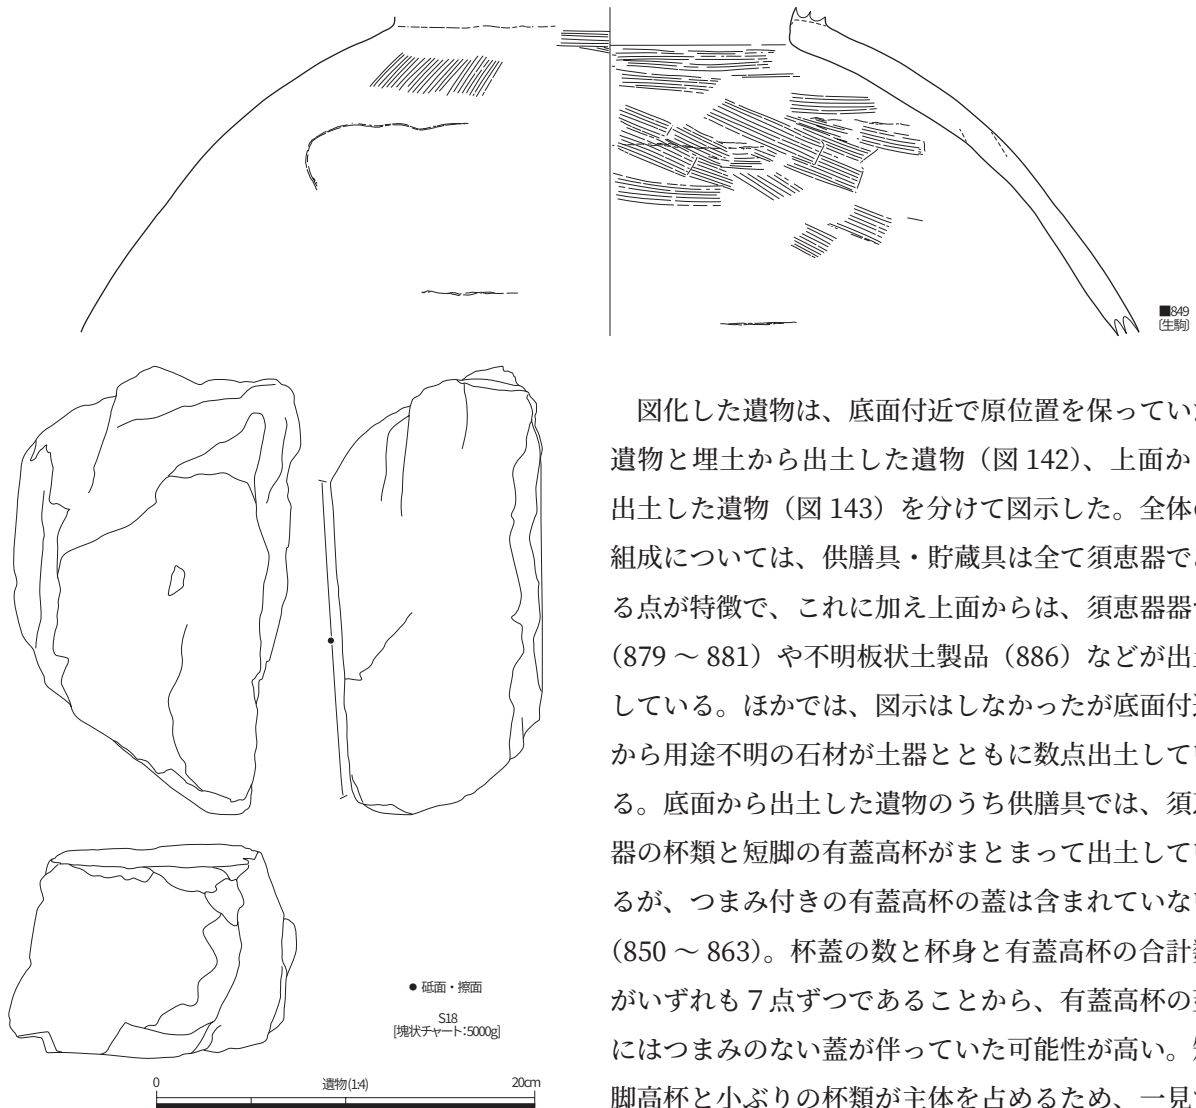 ■849
〔生駒〕
図化した遺物は、底面付近で原位置を保ってい
遺物と埋土から出土した遺物（図 142）、上面か
出土した遺物（図 143）を分けて図示した。全体
組成については、供膳具・貯蔵具は全て須恵器で
る点が特徴で、これに加え上面からは、須恵器器
（879 ～ 881）や不明板状土製品（886）などが出
している。ほかでは、図示はしなかったが底面付
から用途不明の石材が土器とともに数点出土して
る。底面から出土した遺物のうち供膳具では、須
器の杯類と短脚の有蓋高杯がまとまって出土して
るが、つまみ付きの有蓋高杯の蓋は含まれていな
（850 ～ 863）。杯蓋の数と杯身と有蓋高杯の合計
がいずれも７点ずつであることから、有蓋高杯の
にはつまみのない蓋が伴っていた可能性が高い。
脚高杯と小ぶりの杯類が主体を占めるため、一見
● 砥面・擦面
S18
[塊状チャート：5000g]
0 遺物(1:4) 20cm